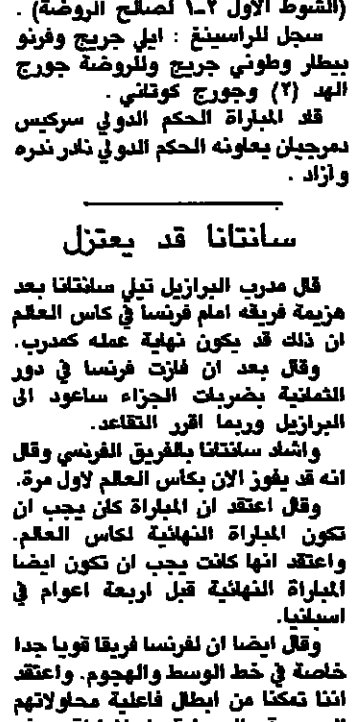 (الشوط الاول ٢-١ لصالح الروضة) .
سجل للراسينغ : ايلي جريج وفرنو
بيطار وطوني جريج وللروضة جورج
الهد (٢) وجورج كوتاني .
قاد المباراة الحكم الدولي سركيس
دمرجيان يعاونه الحكم الدولي نادر ندره
وآزاد .
سانتانا قد يعتزل
قال مدرب البرازيل تيلي سانتانا بعد
هزيمة فريقه امام فرنسا في كاس العالم
ان ذلك قد يكون نهاية عمله كمدرب.
وقال بعد ان فازت فرنسا في دور
الثمانية بضربات الجزاء ساعود الى
البرازيل وربما اقرر التقاعد.
واشاد سانتانا بالفريق الفرنسي وقال
انه قد يفوز الان بكاس العالم لاول مرة.
وقال اعتقد ان المباراة كان يجب ان
تكون المباراة النهائية لكاس العالم.
واعتقد انها كانت يجب ان تكون ايضا
المباراة النهائية قبل اربعة اعوام في
اسبانيا.
وقال ايضا ان لفرنسا فريقا قويا جدا
خاصة في خط الوسط والهجوم. واعتقد
اننا تمكنا من ابطال فاعلية محاولاتهم